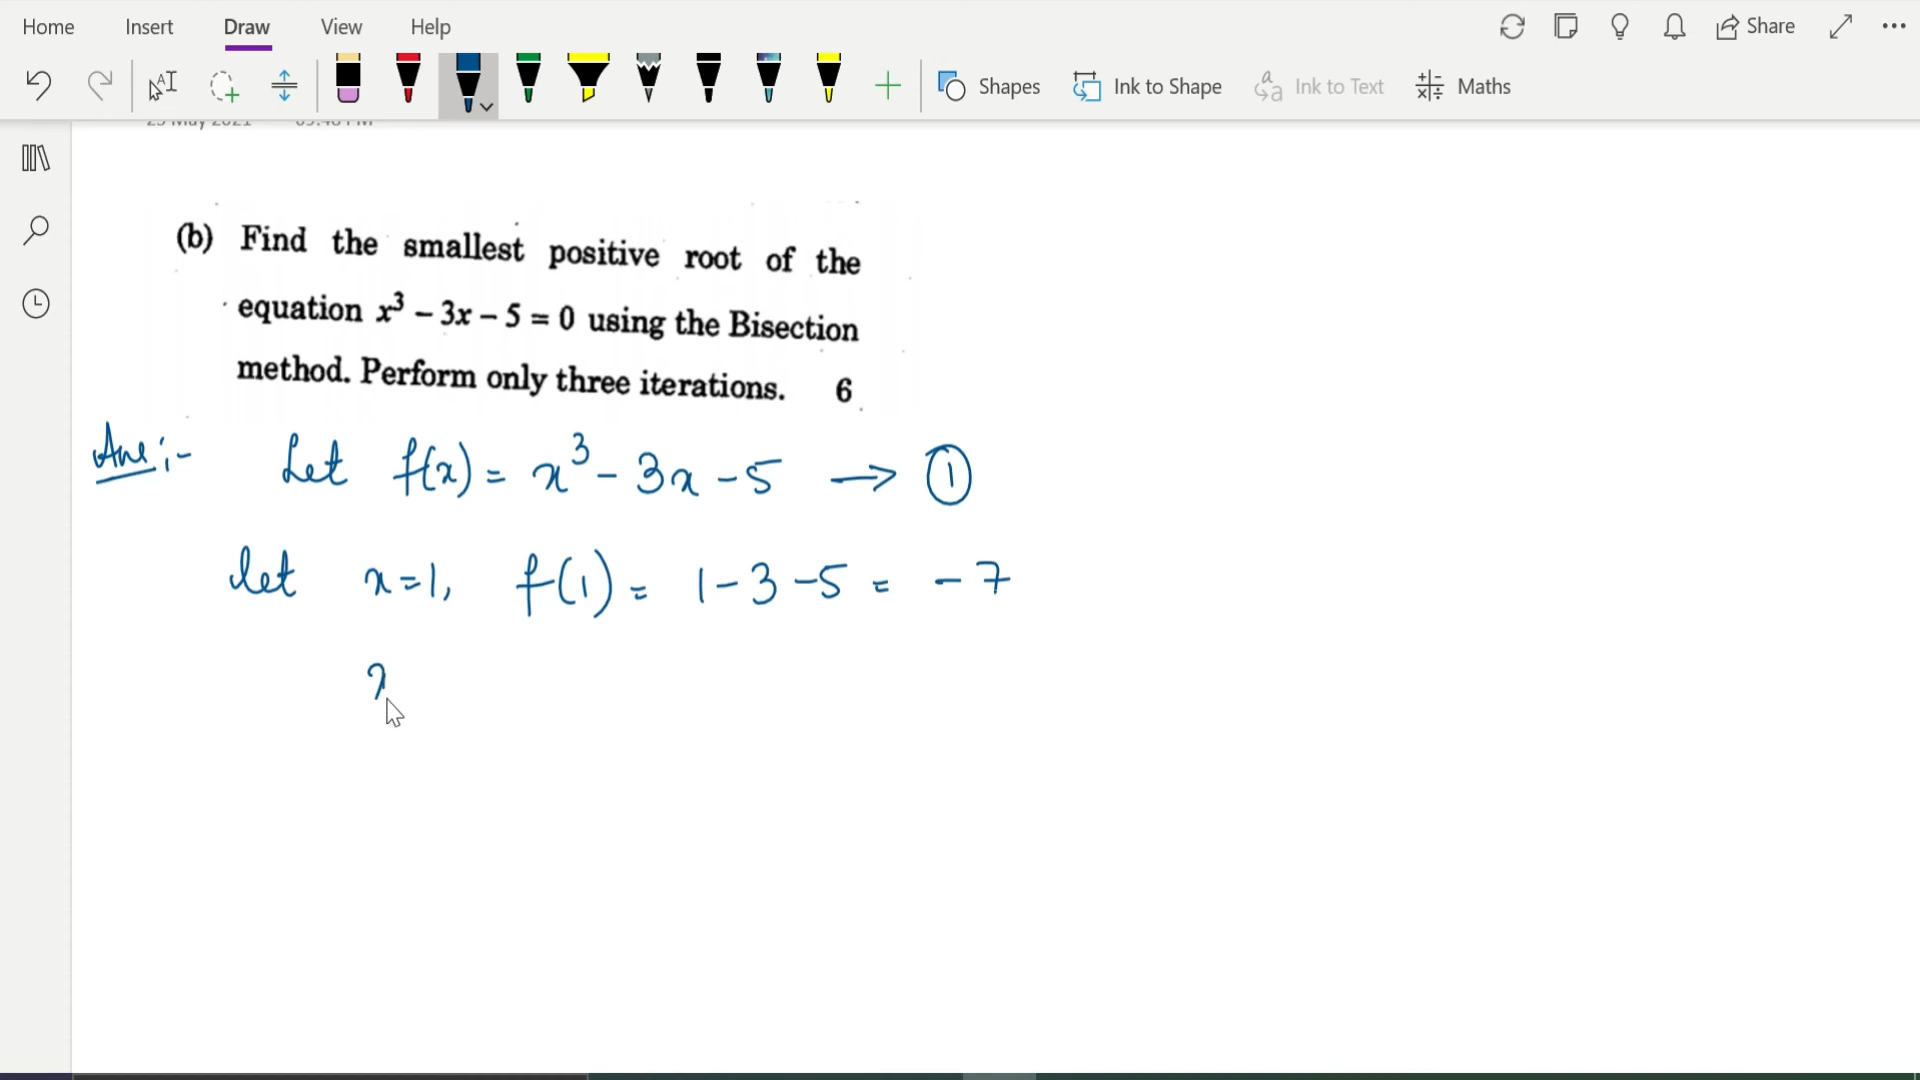 Home Insert Draw View Help Share
Shapes Ink to Shape Ink to Text Maths
(b) Find the smallest positive root of the
equation x³ – 3x – 5 = 0 using the Bisection
method. Perform only three iterations. 6
Ans:- Let f(x) = x³ - 3x - 5 → ①
let x=1, f(1) = 1-3-5 = -7